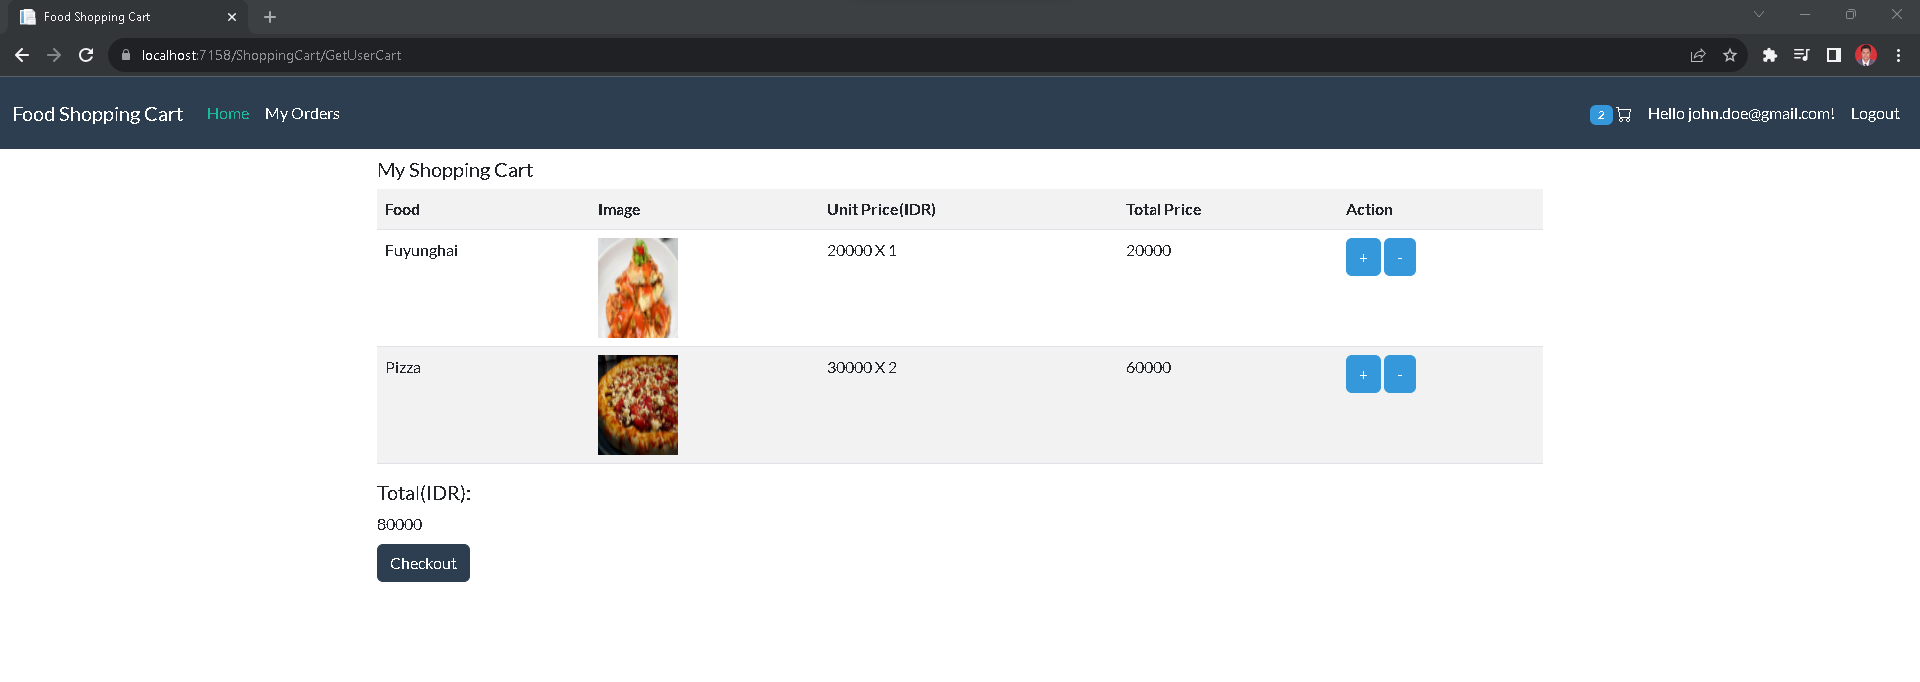 Food Shopping Cart
localhost:7158/ShoppingCart/GetUserCart
Food Shopping Cart Home My Orders 2 Hello john.doe@gmail.com! Logout
My Shopping Cart
Food Image Unit Price(IDR) Total Price Action
Fuyunghai 20000 X 1 20000 + -
Pizza 30000 X 2 60000 + -
Total(IDR):
80000
Checkout